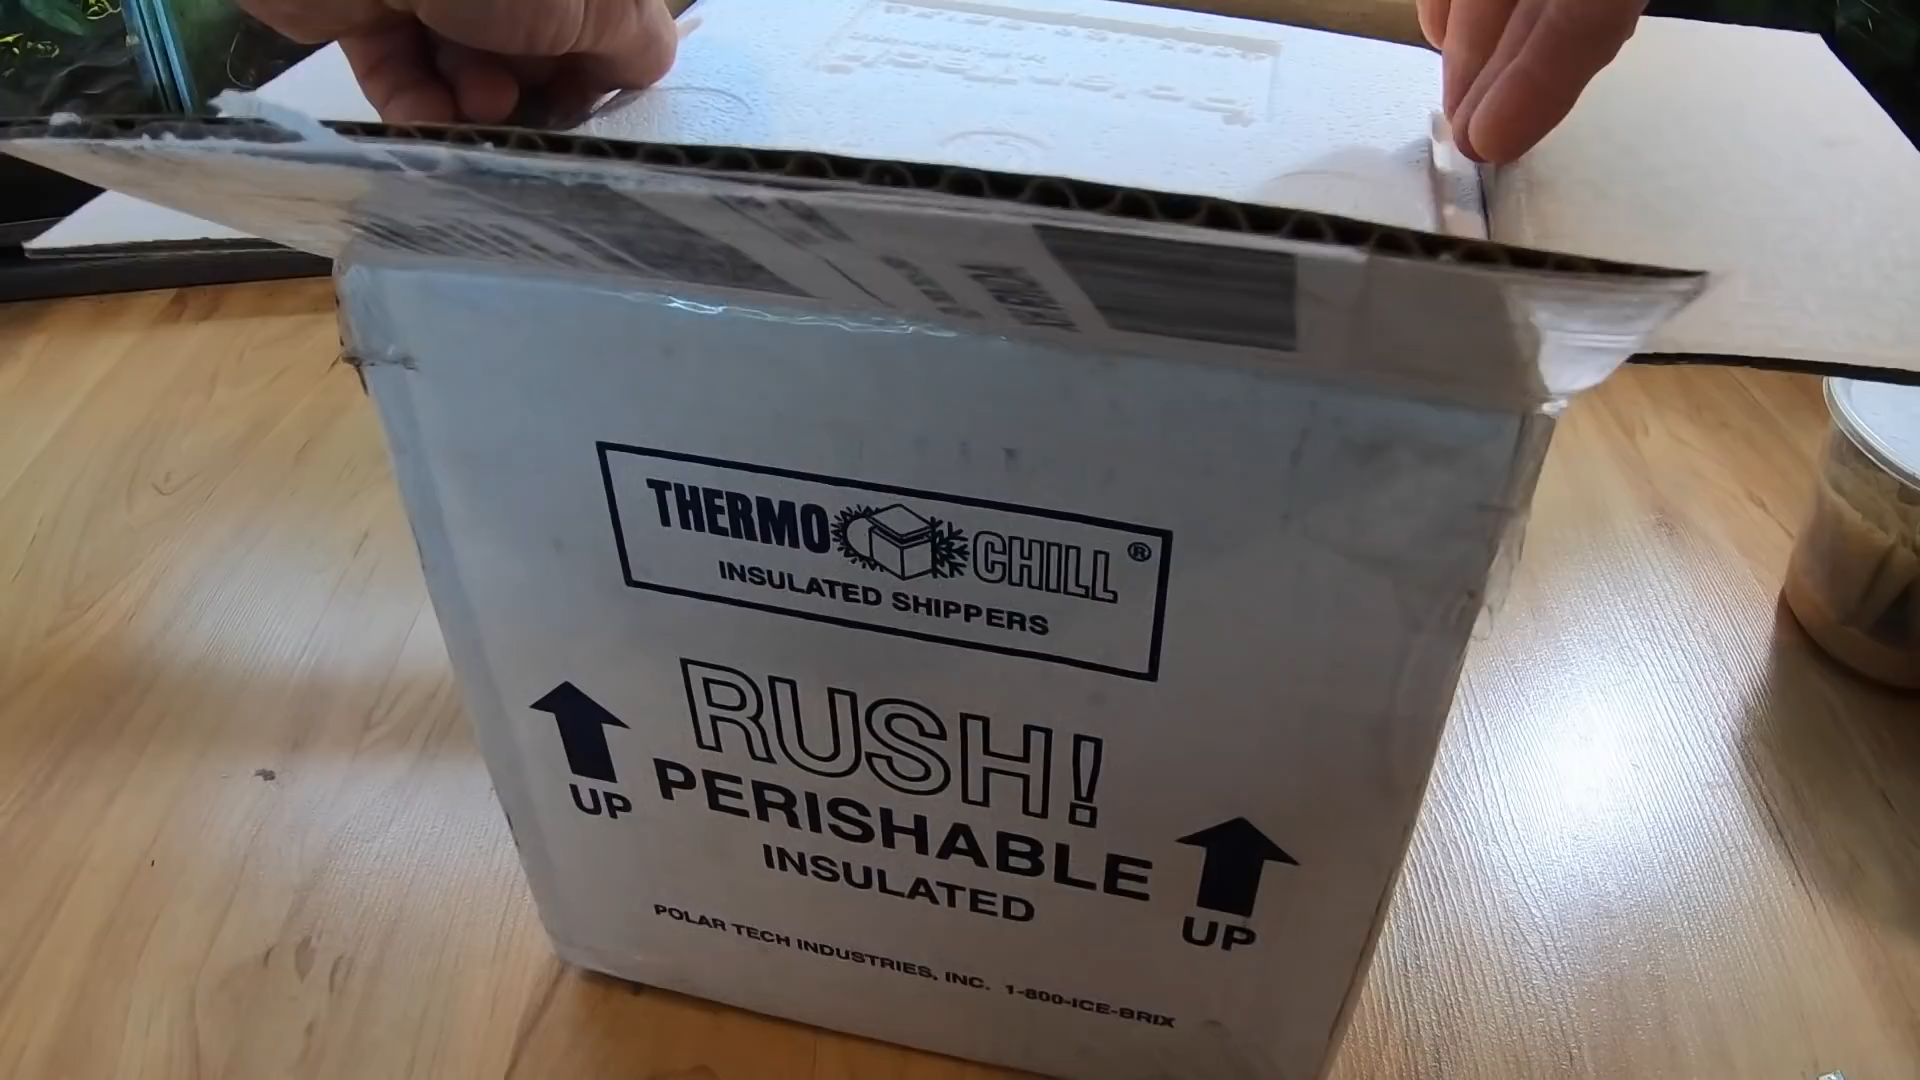 THERMO CHILL®
INSULATED SHIPPERS
RUSH!
PERISHABLE
INSULATED
UP
UP
POLAR TECH INDUSTRIES, INC. 1-800-ICE-BRIX